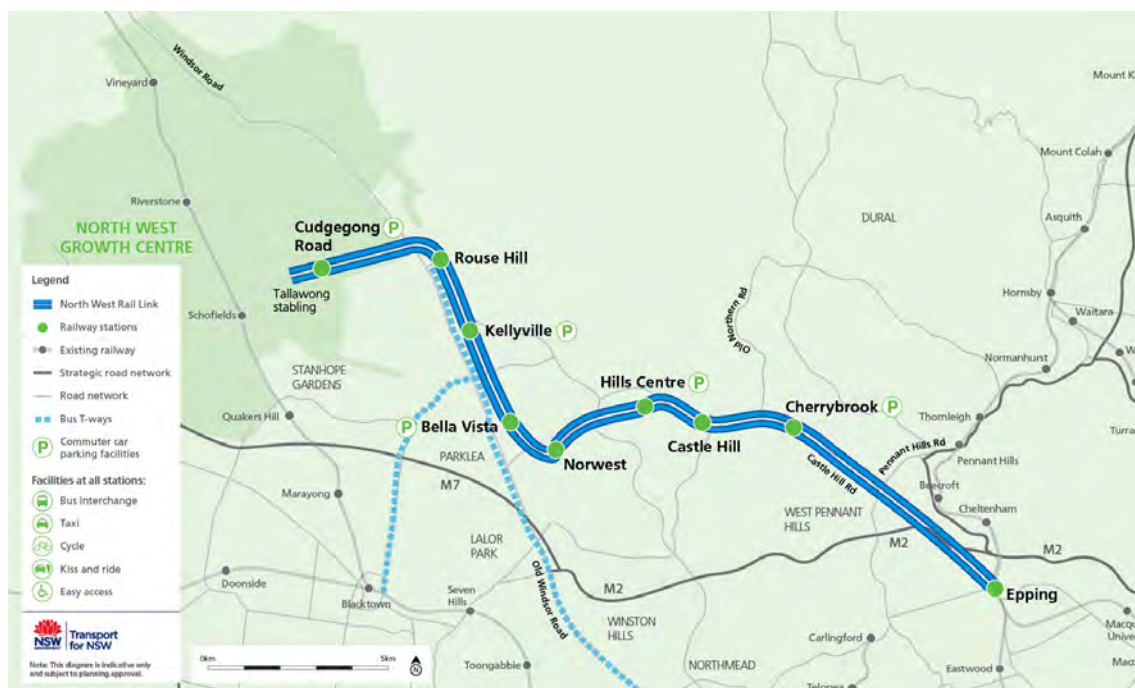 Windsor Road
Vineyard
Mount K
Mount Colah
Riverstone
DURAL
Asquith
NORTH WEST
GROWTH CENTRE
Cudgegong
Road
P
Rouse Hill
Tallawong
stabling
Hornsby
Waitara
W
Legend
North West Rail Link
Railway stations
Existing railway
Strategic road network
Road network
Bus T-ways
P
Commuter car
parking facilities
Facilities at all stations:
Bus interchange
Taxi
Cycle
Kiss and ride
Easy access
NSW
Transport
for NSW
Note: This diagram is indicative only
and subject to planning approval.
Schofields
Kellyville
P
Old Northern Rd
Normanhurst
STANHOPE
GARDENS
Hills Centre
P
Cherrybrook
P
Thornleigh
Turra
Quakers Hill
P
Bella Vista
Castle Hill
Norwest
PARKLEA
Pennant Hills Rd
Castle Hill Rd
Pennant Hills
M7
Marayong
Beecroft
WEST PENNANT
HILLS
Cheltenham
LALOR
PARK
M2
M2
Old Windsor Road
Doonside
Blacktown
Seven
Hills
M2
Epping
WINSTON
HILLS
Macqu
Univer
Carlingford
0km
5km
N
Toongabbie
NORTHMEAD
Eastwood
Telopea
Maco